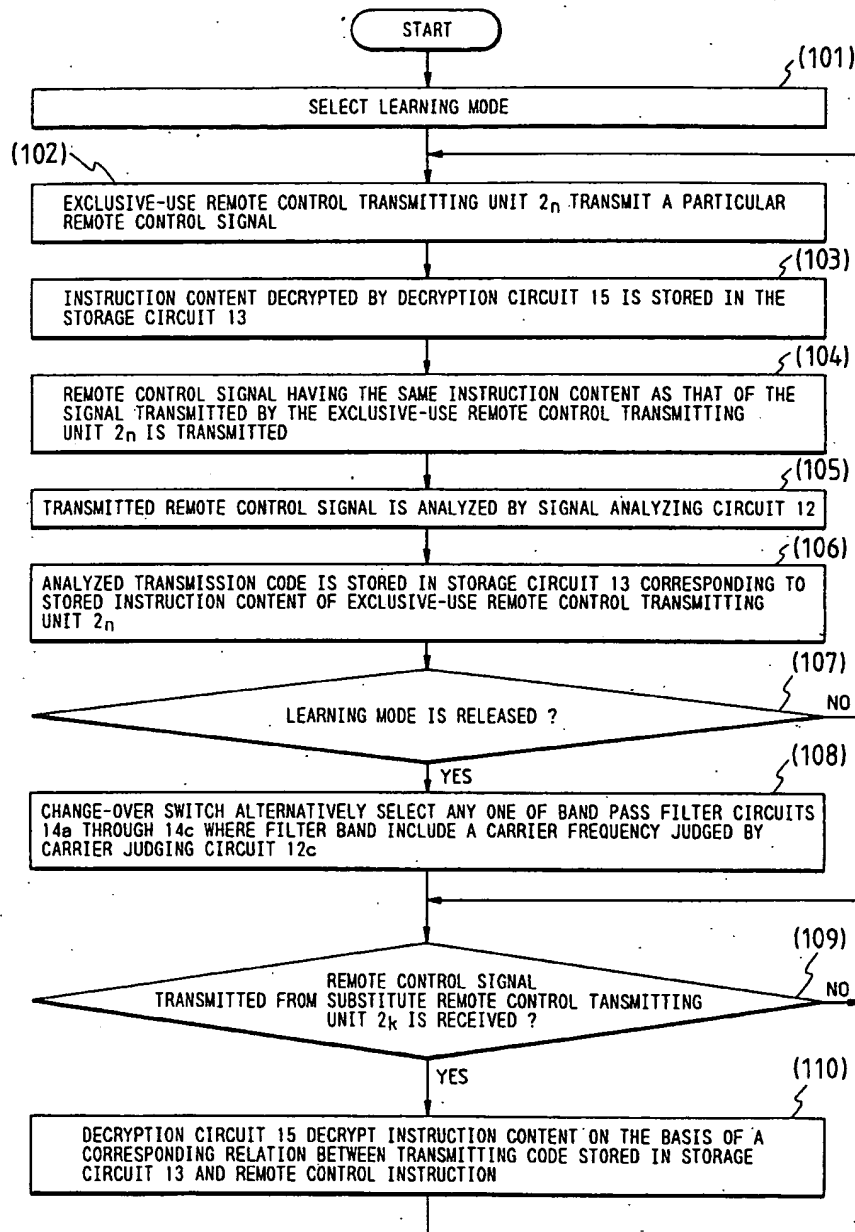 START
(101)
SELECT LEARNING MODE
(102)
EXCLUSIVE-USE REMOTE CONTROL TRANSMITTING UNIT 2n TRANSMIT A PARTICULAR
REMOTE CONTROL SIGNAL
(103)
INSTRUCTION CONTENT DECRYPTED BY DECRYPTION CIRCUIT 15 IS STORED IN THE
STORAGE CIRCUIT 13
(104)
REMOTE CONTROL SIGNAL HAVING THE SAME INSTRUCTION CONTENT AS THAT OF THE
SIGNAL TRANSMITTED BY THE EXCLUSIVE-USE REMOTE CONTROL TRANSMITTING
UNIT 2n IS TRANSMITTED
(105)
TRANSMITTED REMOTE CONTROL SIGNAL IS ANALYZED BY SIGNAL ANALYZING CIRCUIT 12
(106)
ANALYZED TRANSMISSION CODE IS STORED IN STORAGE CIRCUIT 13 CORRESPONDING TO
STORED INSTRUCTION CONTENT OF EXCLUSIVE-USE REMOTE CONTROL TRANSMITTING
UNIT 2n
(107)
LEARNING MODE IS RELEASED ?
NO
YES
(108)
CHANGE-OVER SWITCH ALTERNATIVELY SELECT ANY ONE OF BAND PASS FILTER CIRCUITS
14a THROUGH 14c WHERE FILTER BAND INCLUDE A CARRIER FREQUENCY JUDGED BY
CARRIER JUDGING CIRCUIT 12c
(109)
REMOTE CONTROL SIGNAL
TRANSMITTED FROM SUBSTITUTE REMOTE CONTROL TANSMITTING
UNIT 2k IS RECEIVED ?
NO
YES
(110)
DECRYPTION CIRCUIT 15 DECRYPT INSTRUCTION CONTENT ON THE BASIS OF A
CORRESPONDING RELATION BETWEEN TRANSMITTING CODE STORED IN STORAGE
CIRCUIT 13 AND REMOTE CONTROL INSTRUCTION